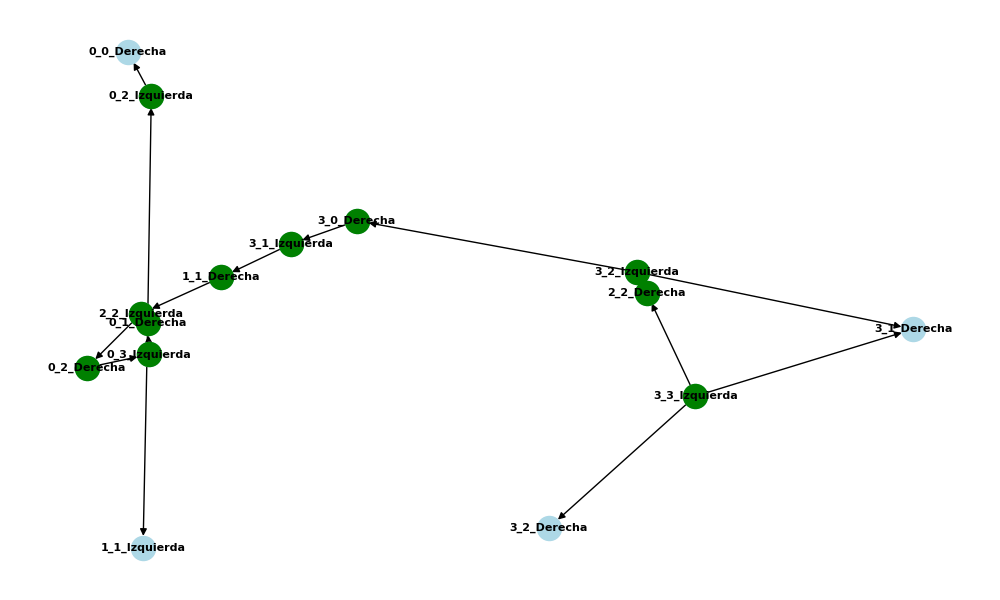 0_0_Derecha
0_2_Izquierda
3_0_Derecha
3_1_Izquierda
1_1_Derecha
3_2_Izquierda
2_2_Derecha
2_2_Izquierda
0_1_Derecha
3_1_Derecha
0_3_Izquierda
0_2_Derecha
3_3_Izquierda
3_2_Derecha
1_1_Izquierda